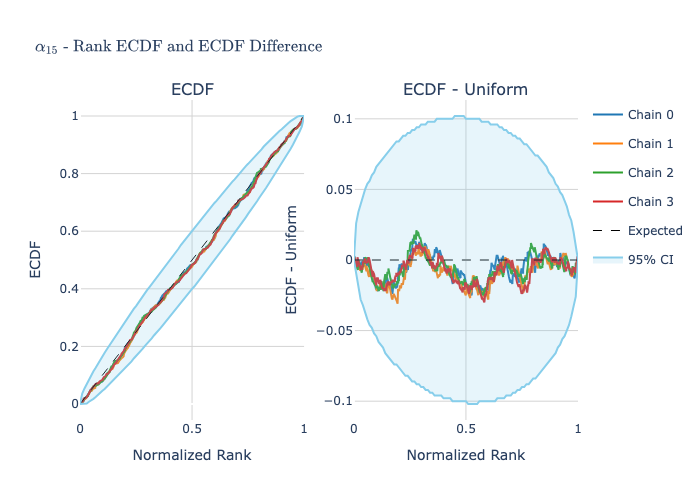 α₁₅ - Rank ECDF and ECDF Difference
ECDF
ECDF - Uniform
1
0.8
0.6
0.4
0.2
0
0
0.5
1
ECDF
Normalized Rank
0.1
0.05
0
−0.05
−0.1
0
0.5
1
ECDF - Uniform
Normalized Rank
Chain 0
Chain 1
Chain 2
Chain 3
Expected
95% CI